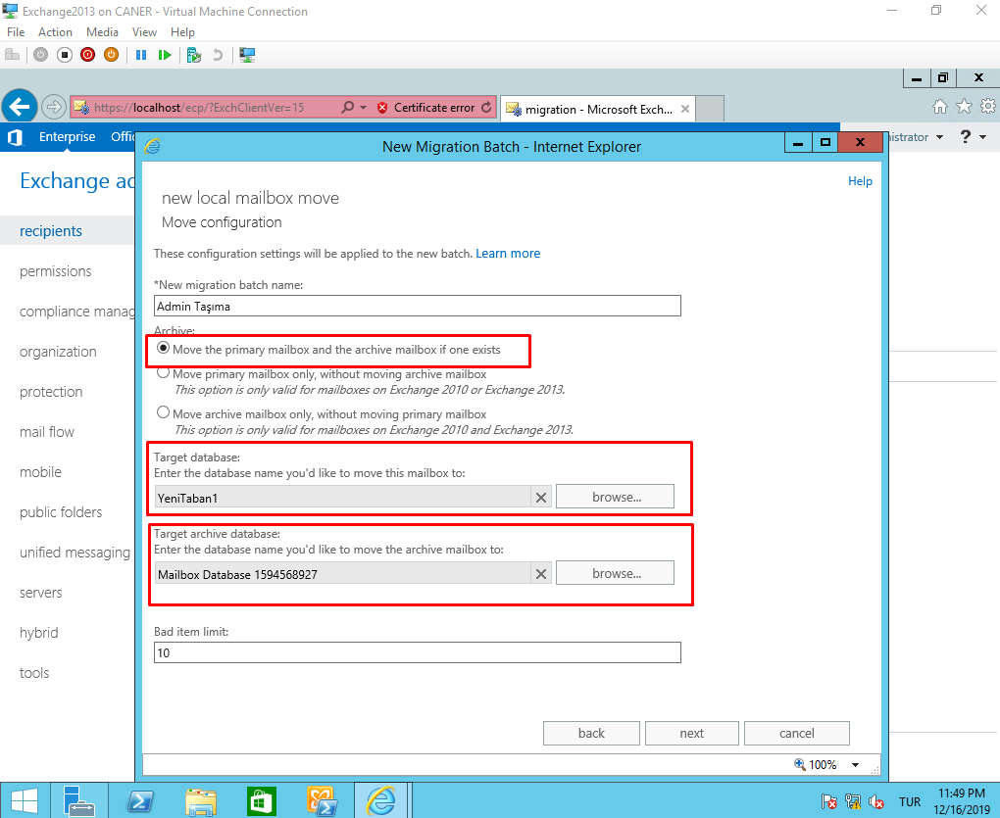 Exchange2013 on CANER - Virtual Machine Connection
File Action Media View Help
https://localhost/ecp/?ExchClientVer=15
Certificate error
migration - Microsoft Exch...
Enterprise
Offic
New Migration Batch - Internet Explorer
istrator
?
Exchange ad
Help
new local mailbox move
Move configuration
recipients
permissions
compliance manag
organization
protection
mail flow
mobile
public folders
unified messaging
servers
hybrid
tools
These configuration settings will be applied to the new batch. Learn more
*New migration batch name:
Admin Taşıma
Archive:
Move the primary mailbox and the archive mailbox if one exists
Move primary mailbox only, without moving archive mailbox
This option is only valid for mailboxes on Exchange 2010 or Exchange 2013.
Move archive mailbox only, without moving primary mailbox
This option is only valid for mailboxes on Exchange 2010 and Exchange 2013.
Target database:
Enter the database name you'd like to move this mailbox to:
YeniTaban1
browse...
Target archive database:
Enter the database name you'd like to move the archive mailbox to:
Mailbox Database 1594568927
browse...
Bad item limit:
10
back
next
cancel
100%
TUR
11:49 PM
12/16/2019